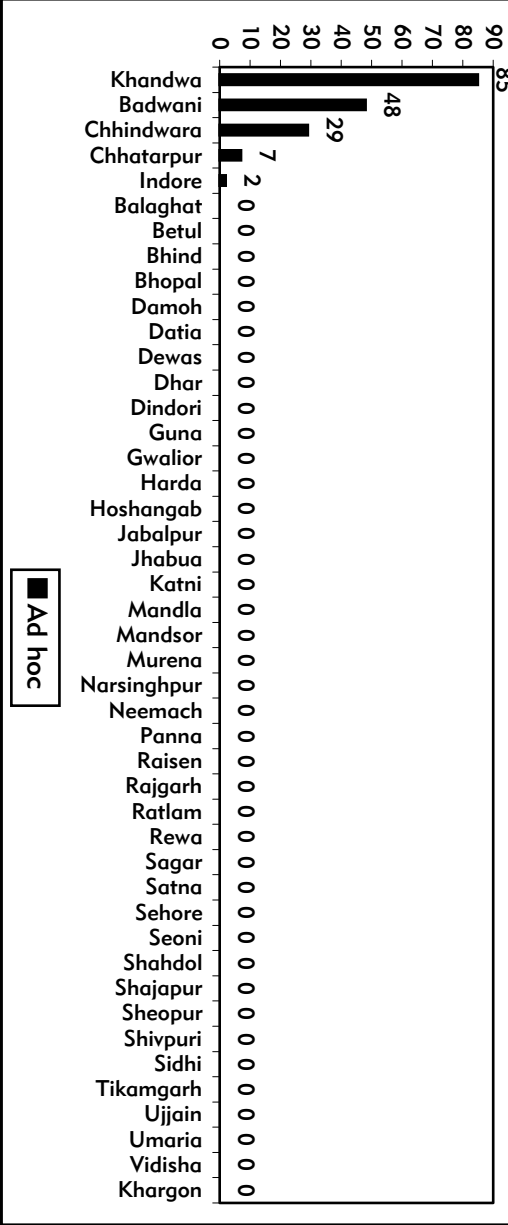 0 10 20 30 40 50 60 70 80 90
Khandwa 85
Badwani 48
Chhindwara 29
Chhatarpur 7
Indore 2
Balaghat 0
Betul 0
Bhind 0
Bhopal 0
Damoh 0
Datia 0
Dewas 0
Dhar 0
Dindori 0
Guna 0
Gwalior 0
Harda 0
Hoshangab 0
Jabalpur 0
Jhabua 0
Katni 0
Mandla 0
Mandsor 0
Murena 0
Narsinghpur 0
Neemach 0
Panna 0
Raisen 0
Rajgarh 0
Ratlam 0
Rewa 0
Sagar 0
Satna 0
Sehore 0
Seoni 0
Shahdol 0
Shajapur 0
Sheopur 0
Shivpuri 0
Sidhi 0
Tikamgarh 0
Ujjain 0
Umaria 0
Vidisha 0
Khargon 0
Ad hoc